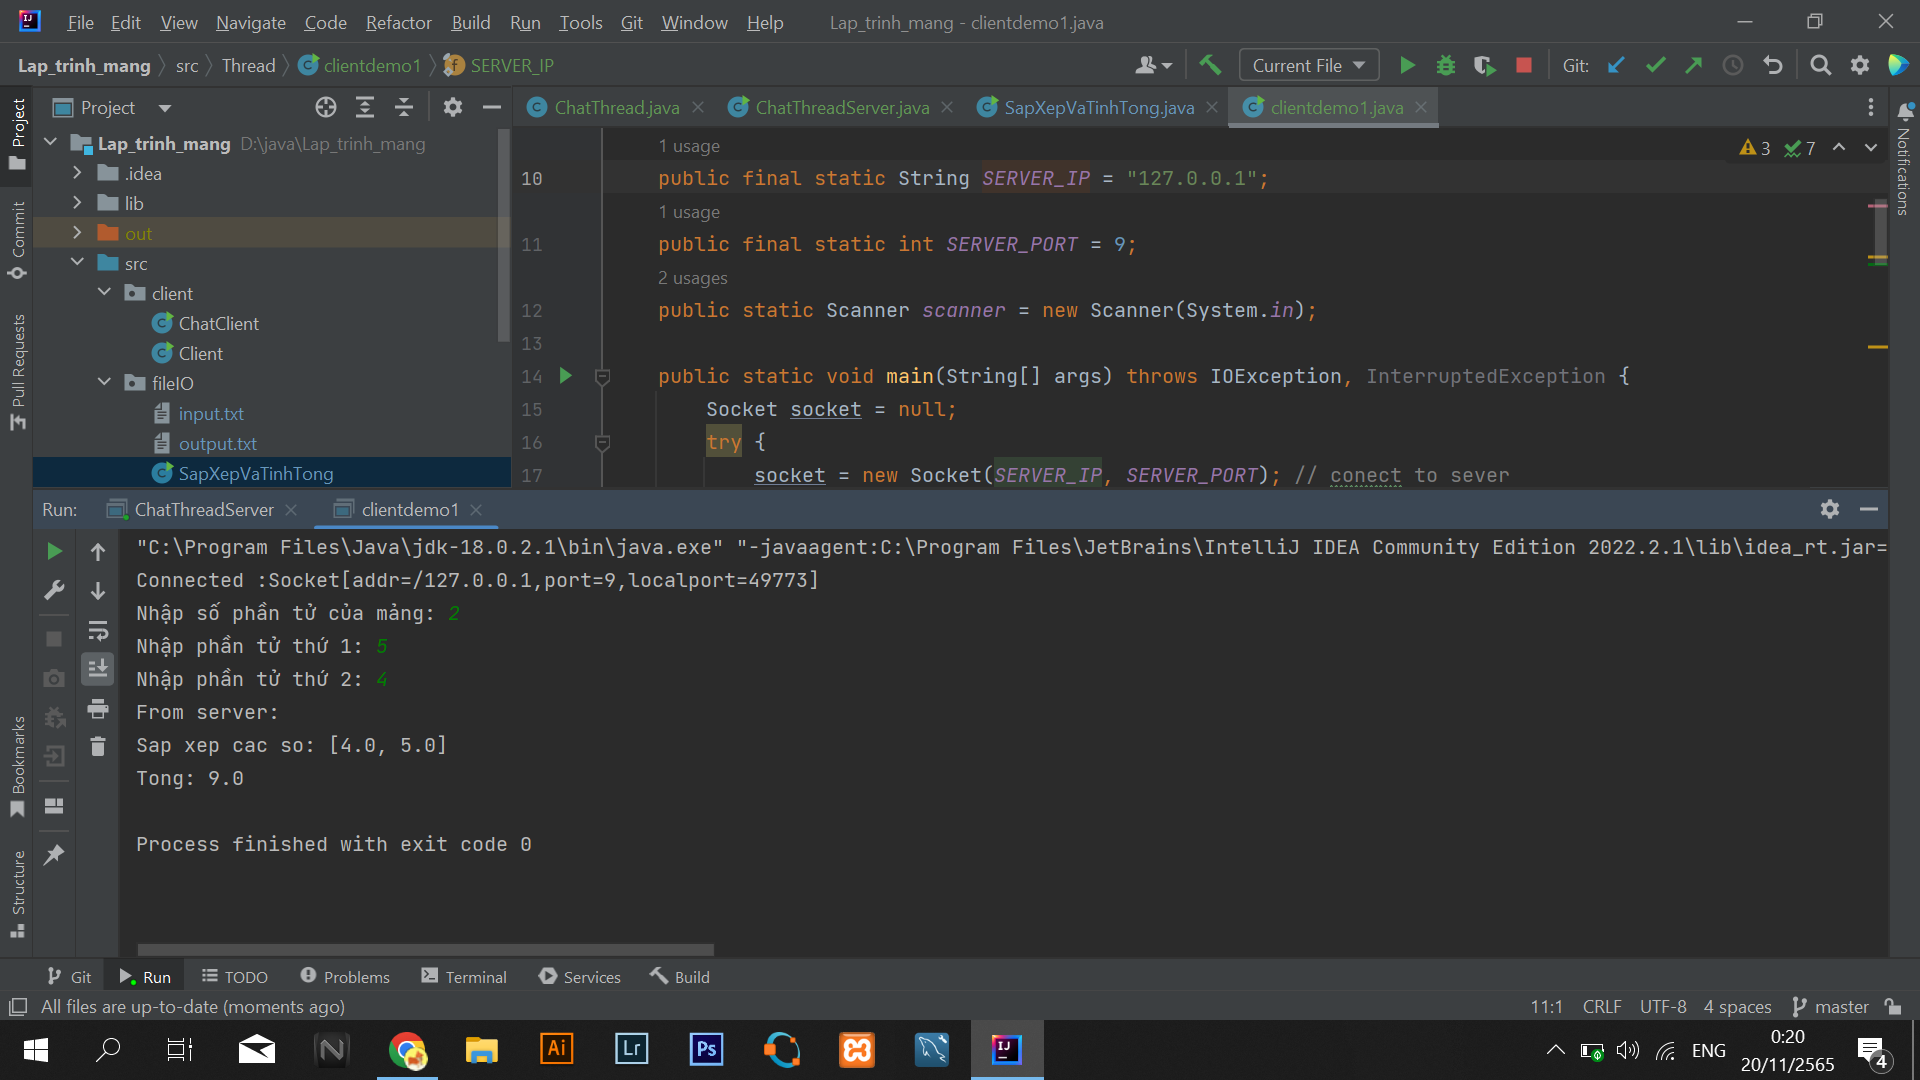 File Edit View Navigate Code Refactor Build Run Tools Git Window Help Lap_trinh_mang - clientdemo1.java
Lap_trinh_mang src Thread clientdemo1 SERVER_IP Current File Git:
Project
Commit
Pull Requests
Bookmarks
Structure
Notifications
Project
ChatThread.java ChatThreadServer.java SapXepVaTinhTong.java clientdemo1.java
Lap_trinh_mang D:\java\Lap_trinh_mang
.idea
lib
out
src
client
ChatClient
Client
fileIO
input.txt
output.txt
SapXepVaTinhTong
3 7
1 usage
10 public final static String SERVER_IP = "127.0.0.1";
1 usage
11 public final static int SERVER_PORT = 9;
2 usages
12 public static Scanner scanner = new Scanner(System.in);
13
14 public static void main(String[] args) throws IOException, InterruptedException {
15 Socket socket = null;
16 try {
17 socket = new Socket(SERVER_IP, SERVER_PORT); // conect to sever
Run: ChatThreadServer clientdemo1
"C:\Program Files\Java\jdk-18.0.2.1\bin\java.exe" "-javaagent:C:\Program Files\JetBrains\IntelliJ IDEA Community Edition 2022.2.1\lib\idea_rt.jar=
Connected :Socket[addr=/127.0.0.1,port=9,localport=49773]
Nhập số phần tử của mảng: 2
Nhập phần tử thứ 1: 5
Nhập phần tử thứ 2: 4
From server:
Sap xep cac so: [4.0, 5.0]
Tong: 9.0
Process finished with exit code 0
Git Run TODO Problems Terminal Services Build
All files are up-to-date (moments ago) 11:1 CRLF UTF-8 4 spaces master
Ai Lr Ps IJ ENG 0:20
20/11/2565 4